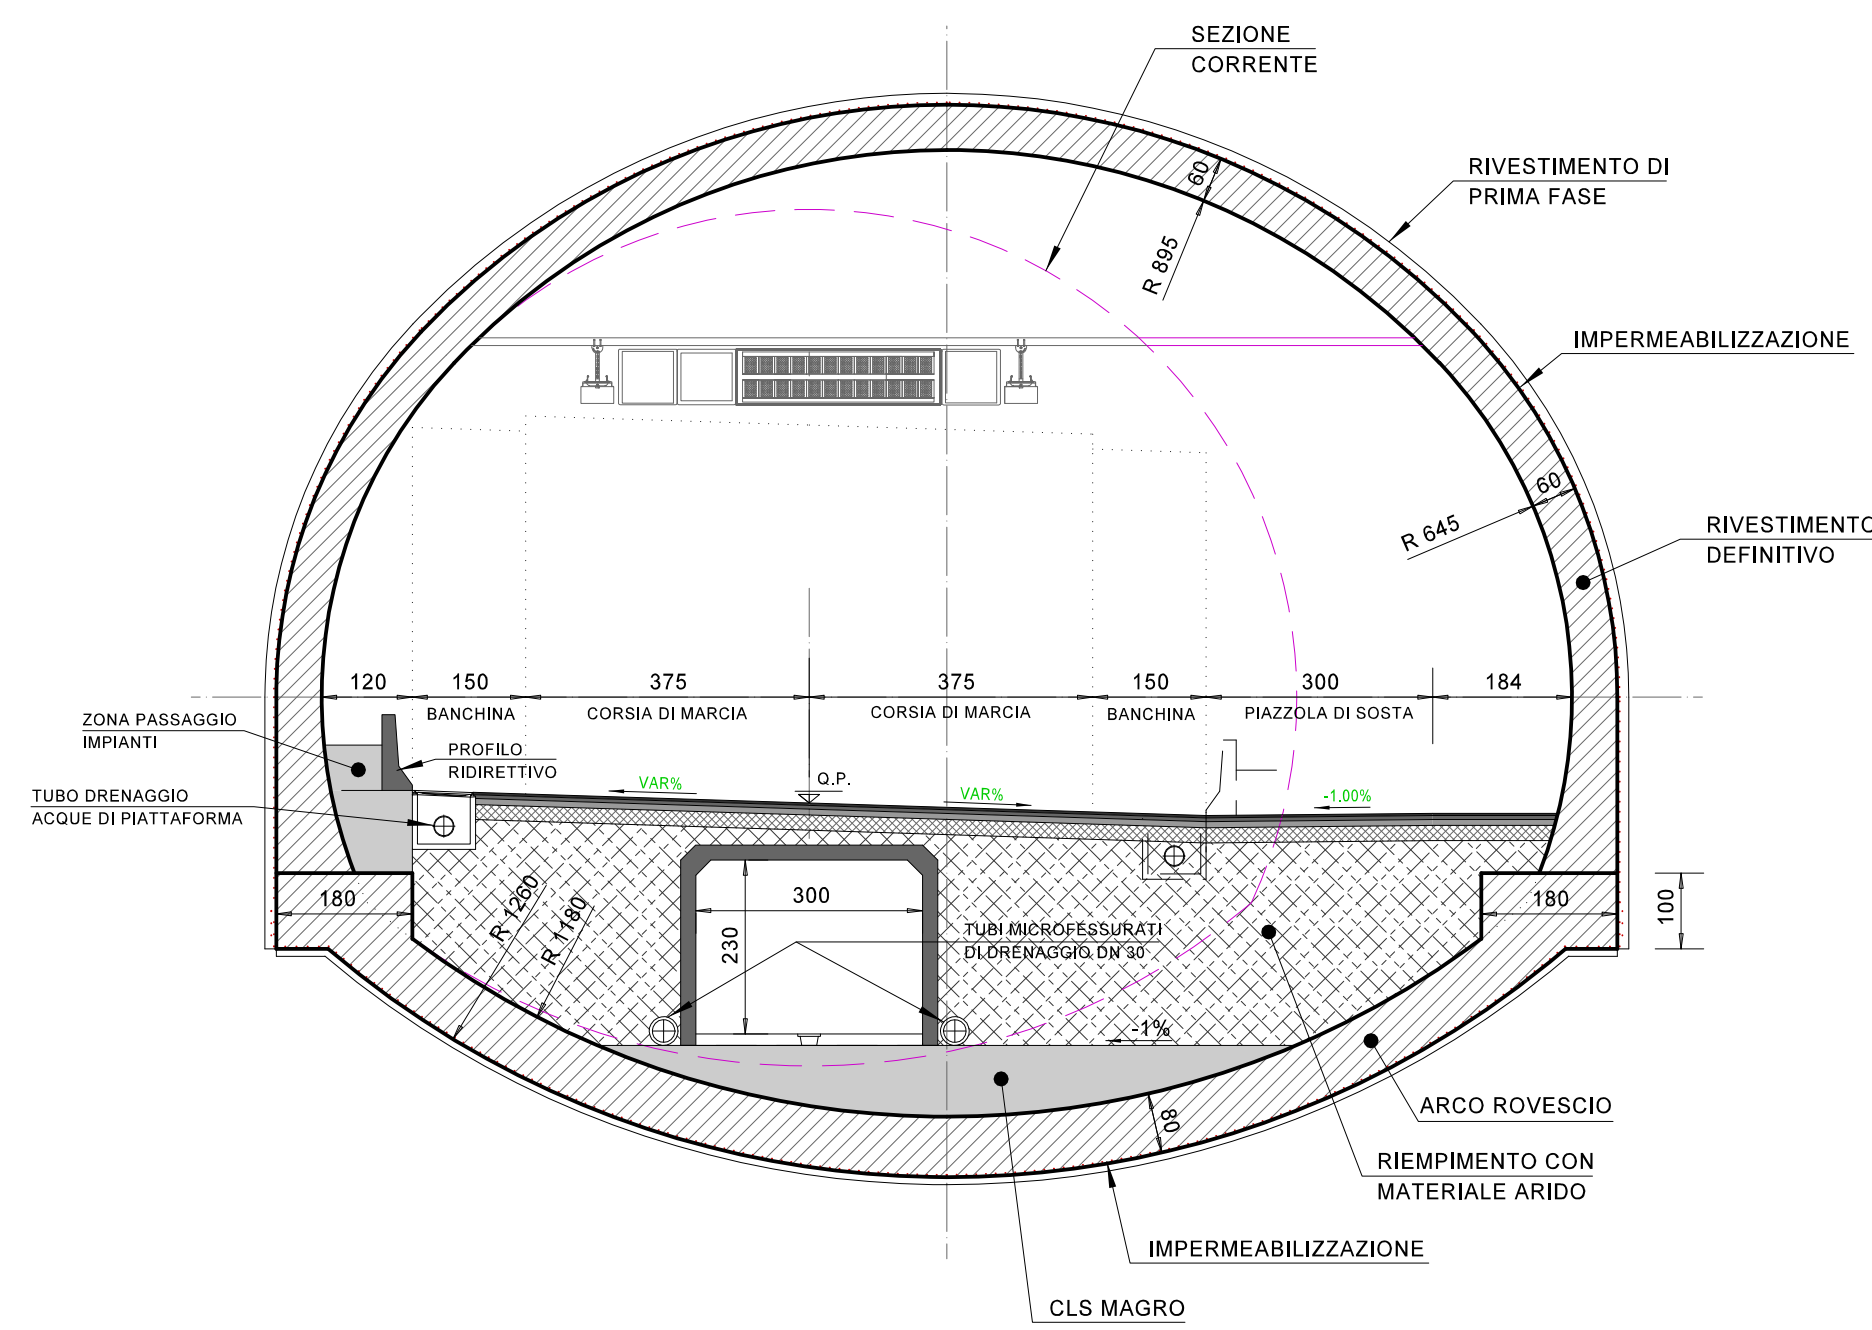 SEZIONE
CORRENTE
RIVESTIMENTO DI
PRIMA FASE
60
R 895
IMPERMEABILIZZAZIONE
60
R 645
RIVESTIMENTO
DEFINITIVO
120
150
375
375
150
300
184
BANCHINA
CORSIA DI MARCIA
CORSIA DI MARCIA
BANCHINA
PIAZZOLA DI SOSTA
ZONA PASSAGGIO
IMPIANTI
PROFILO
RIDIRETTIVO
TUBO DRENAGGIO
ACQUE DI PIATTAFORMA
VAR%
Q.P.
VAR%
-1.00%
180
R 1260
R 1180
300
230
TUBI MICROFESSURATI
DI DRENAGGIO DN 30
180
100
-1%
80
ARCO ROVESCIO
RIEMPIMENTO CON
MATERIALE ARIDO
IMPERMEABILIZZAZIONE
CLS MAGRO